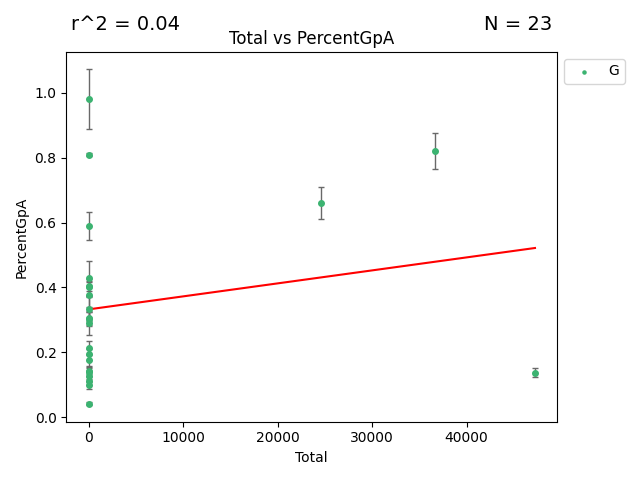 r^2 = 0.04
N = 23
Total vs PercentGpA
G
PercentGpA
1.0
0.8
0.6
0.4
0.2
0.0
0
10000
20000
30000
40000
Total